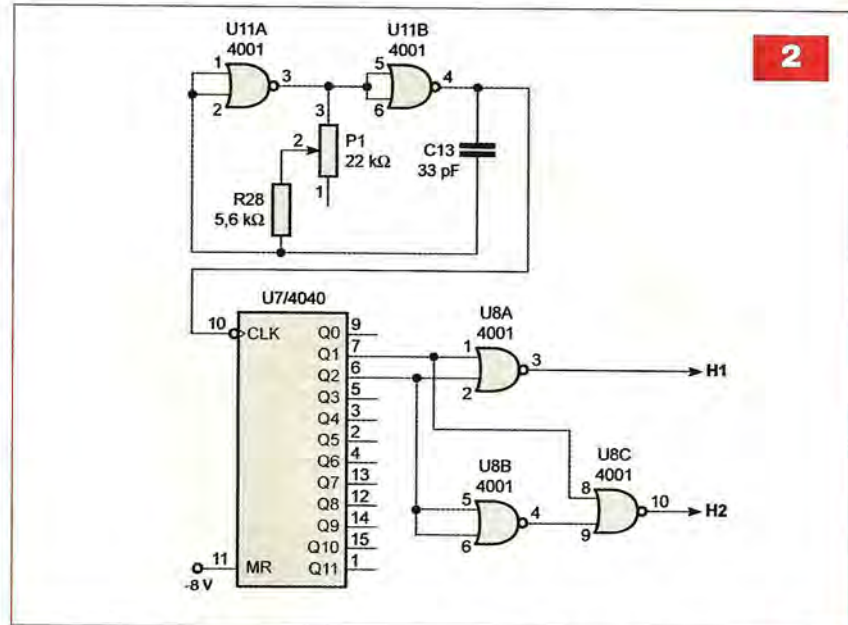 U11A
4001
U11B
4001
2
1
2
3
5
6
4
3
2
P1
22 kΩ
1
C13
33 pF
R28
5,6 kΩ
U7/4040
10
CLK
Q0 9
Q1 7
Q2 6
Q3 5
Q4 3
Q5 2
Q6 4
Q7 13
Q8 12
Q9 14
Q10 15
Q11 1
11
MR
-8 V
U8A
4001
1
2
3
H1
U8B
4001
5
6
4
U8C
4001
8
9
10
H2